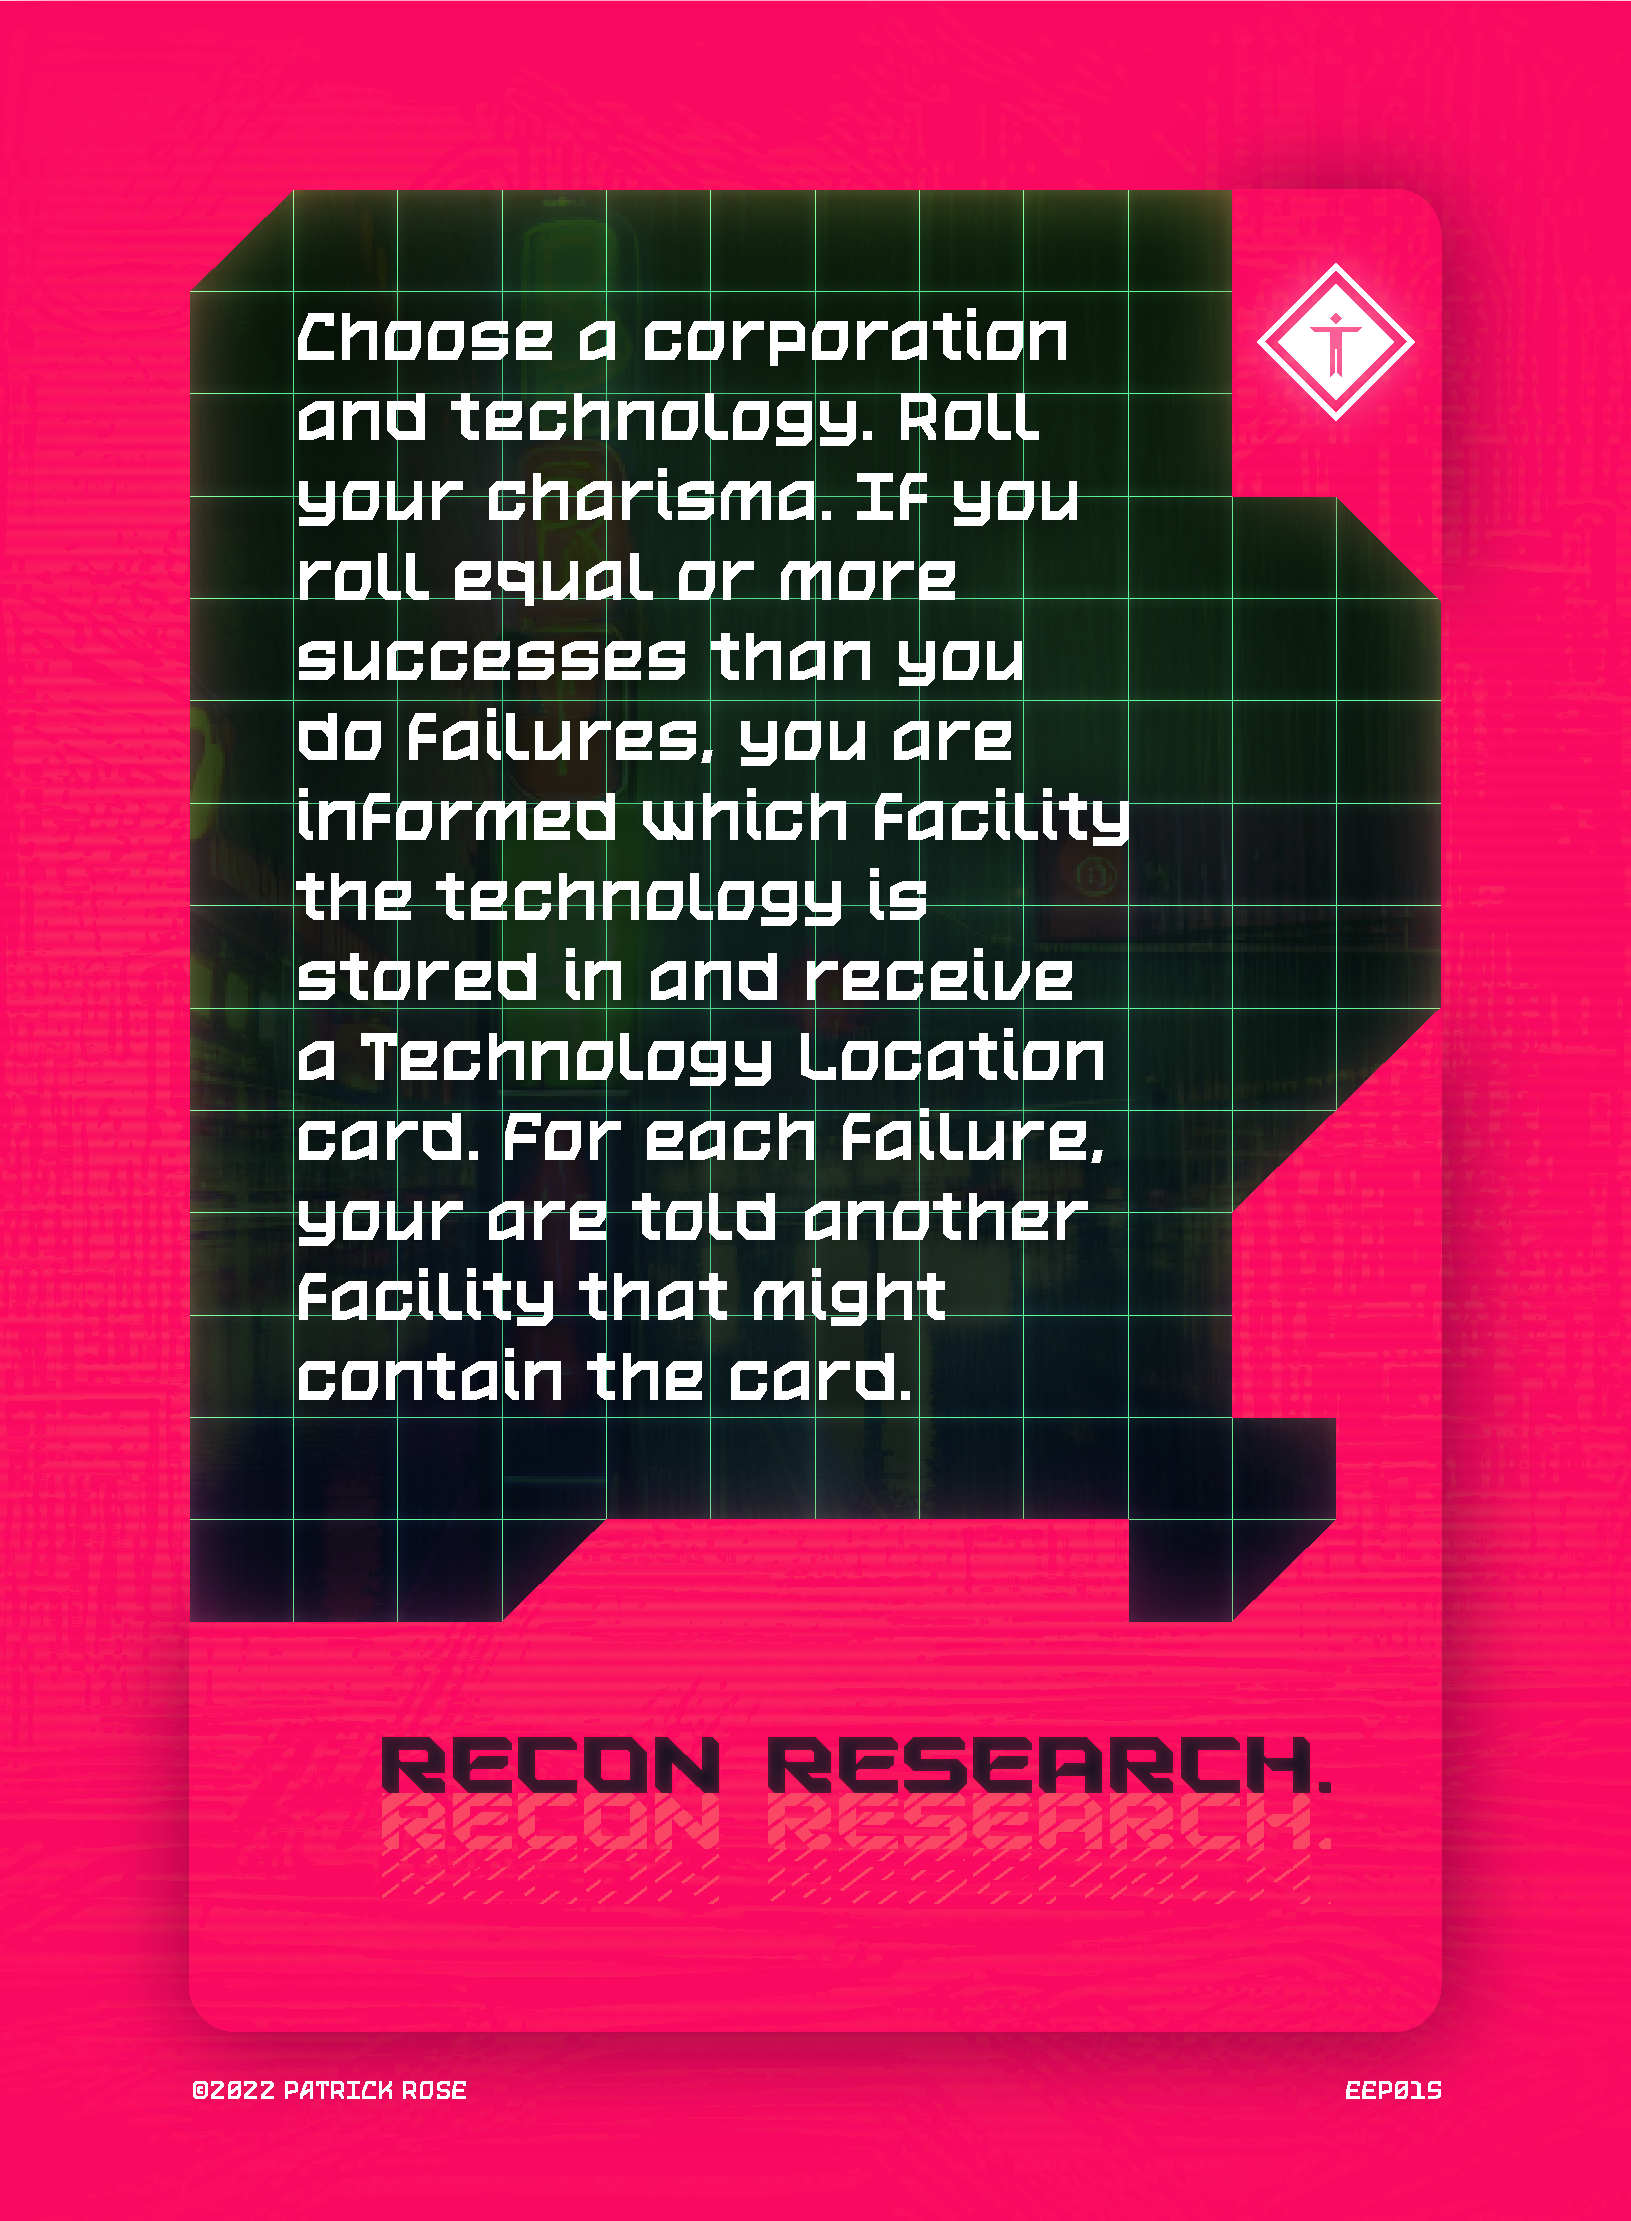 Choose a corporation
and technology. Roll
your charisma. If you
roll equal or more
successes than you
do failures, you are
informed which facility
the technology is
stored in and receive
a Technology Location
card. For each failure,
your are told another
facility that might
contain the card.
RECON RESEARCH.
RECON RESEARCH.
©2022 PATRICK ROSE
EEP015